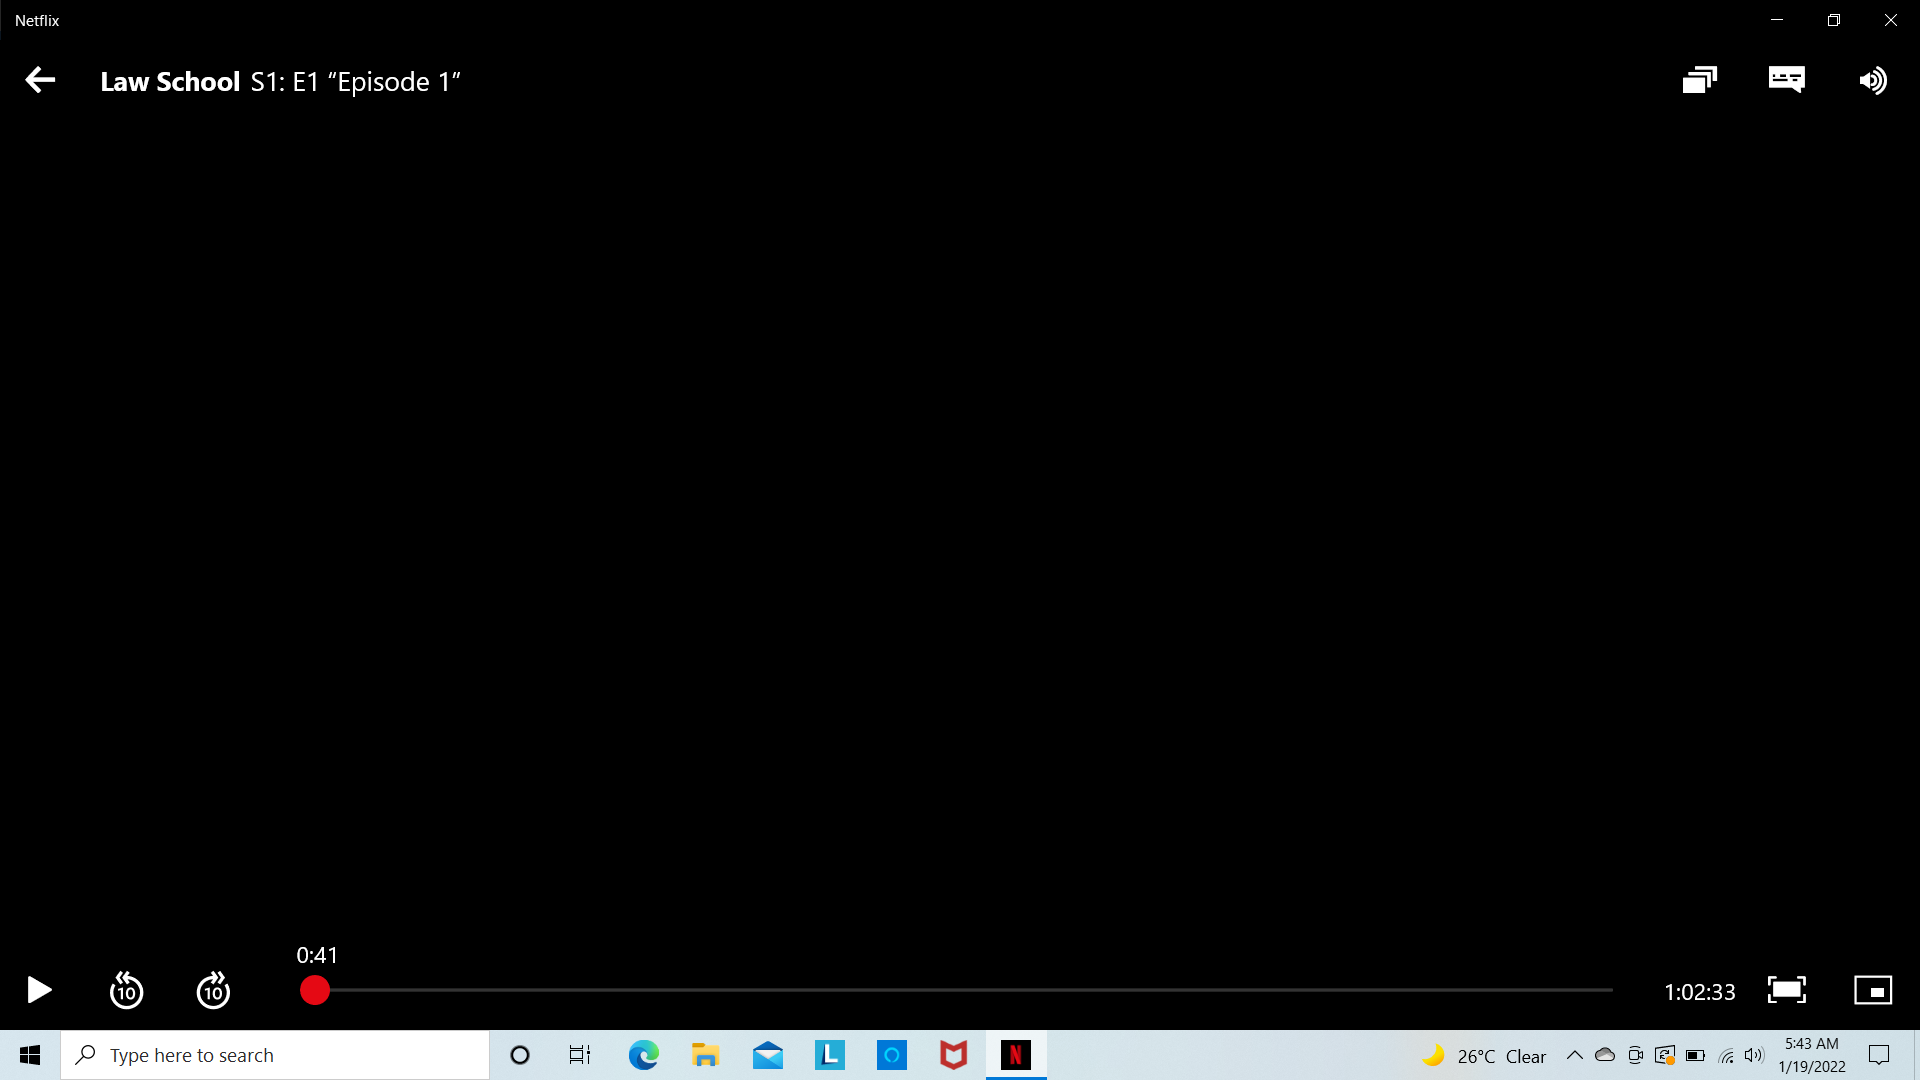 Netflix
Law School S1: E1 “Episode 1”
0:41
10
10
1:02:33
Type here to search
L
N
26°C Clear
5:43 AM
1/19/2022